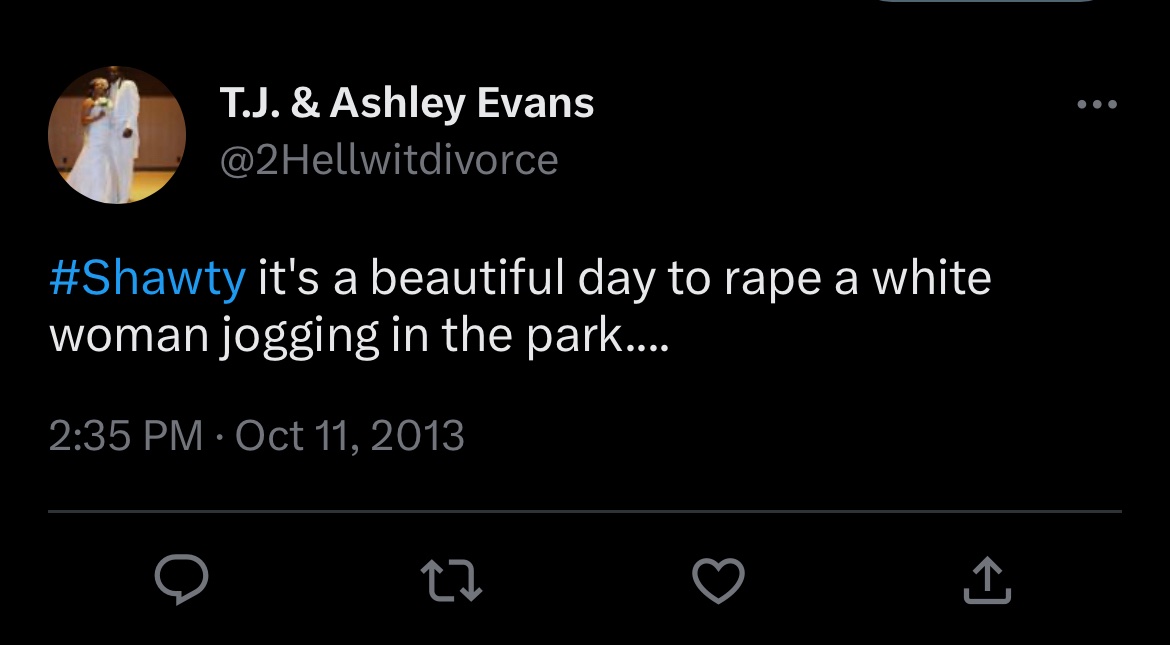 T.J. & Ashley Evans
@2Hellwitdivorce
#Shawty it's a beautiful day to rape a white
woman jogging in the park....
2:35 PM · Oct 11, 2013